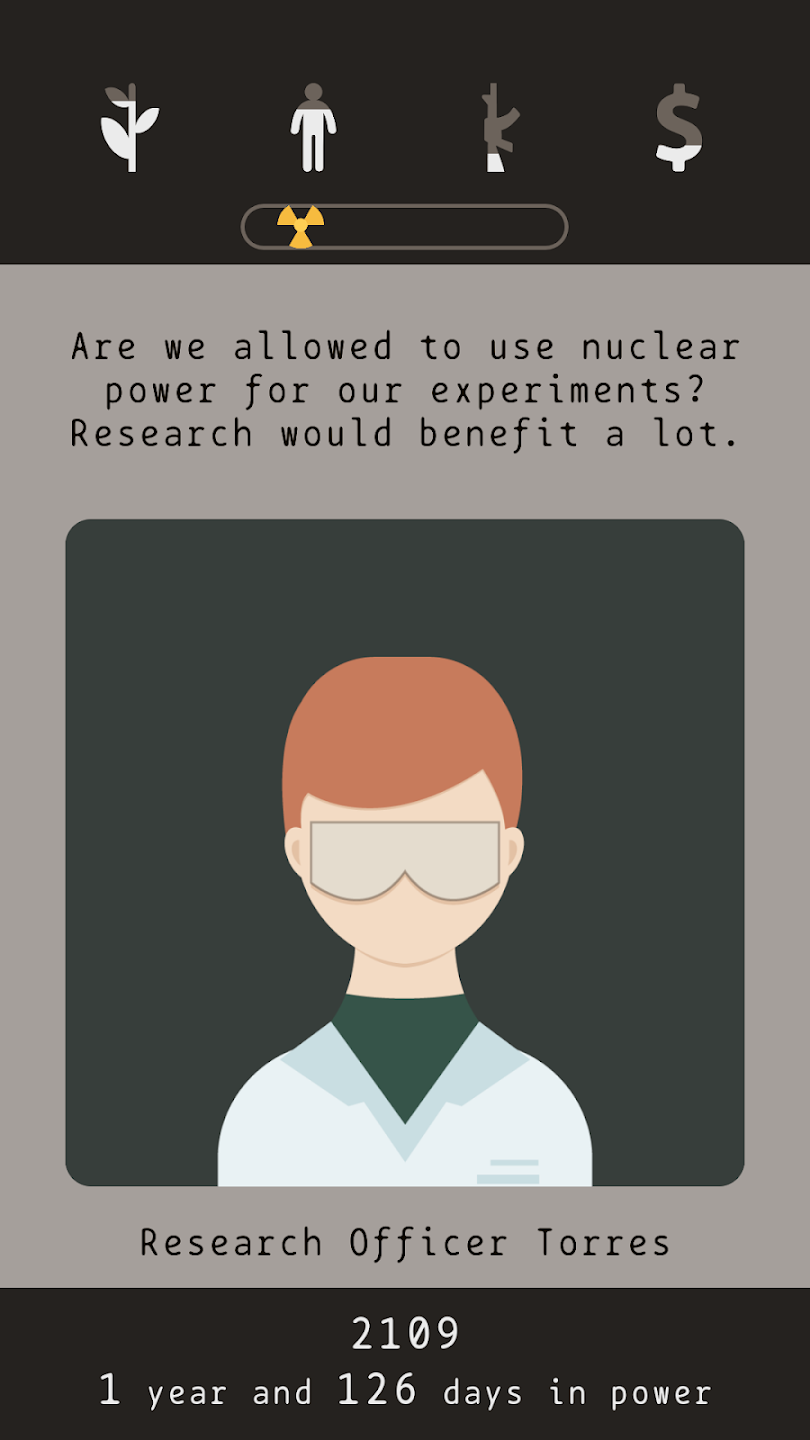 Are we allowed to use nuclear
power for our experiments?
Research would benefit a lot.
Research Officer Torres
2109
1 year and 126 days in power